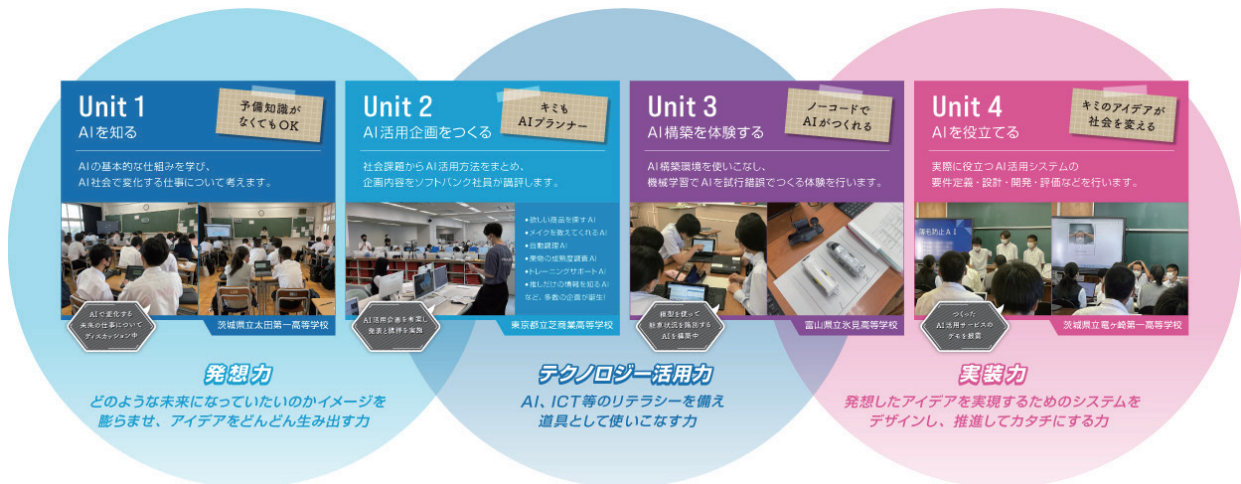 Unit 1
AIを知る
予備知識が
なくてもOK
AIの基本的な仕組みを学び、
AI社会で変化する仕事について考えます。
AIで変化する
未来の仕事について
ディスカッション中
茨城県立太田第一高等学校
Unit 2
AI活用企画をつくる
キミも
AIプランナー
社会課題からAI活用方法をまとめ、
企画内容をソフトバンク社員が講評します。
•欲しい商品を探すAI
•メイクを教えてくれるAI
•自動調理AI
•果物の成熟度調査AI
•トレーニングサポートAI
•推しだけの情報を知るAI
など、多数の企画が誕生!
AI活用企画を考案し
発表と講評を実施
東京都立芝商業高等学校
Unit 3
AI構築を体験する
ノーコードで
AIがつくれる
AI構築環境を使いこなし、
機械学習でAIを試行錯誤でつくる体験を行います。
模型を使って
駐車状況を識別する
AIを構築中
富山県立氷見高等学校
Unit 4
AIを役立てる
キミのアイデアが
社会を変える
実際に役立つAI活用システムの
要件定義・設計・開発・評価などを行います。
つくった
AI活用サービスの
デモを披露
茨城県立竜ヶ崎第一高等学校
発想力
どのような未来になっていたいのかイメージを
膨らませ、アイデアをどんどん生み出す力
テクノロジー活用力
AI、ICT等のリテラシーを備え
道具として使いこなす力
実装力
発想したアイデアを実現するためのシステムを
デザインし、推進してカタチにする力